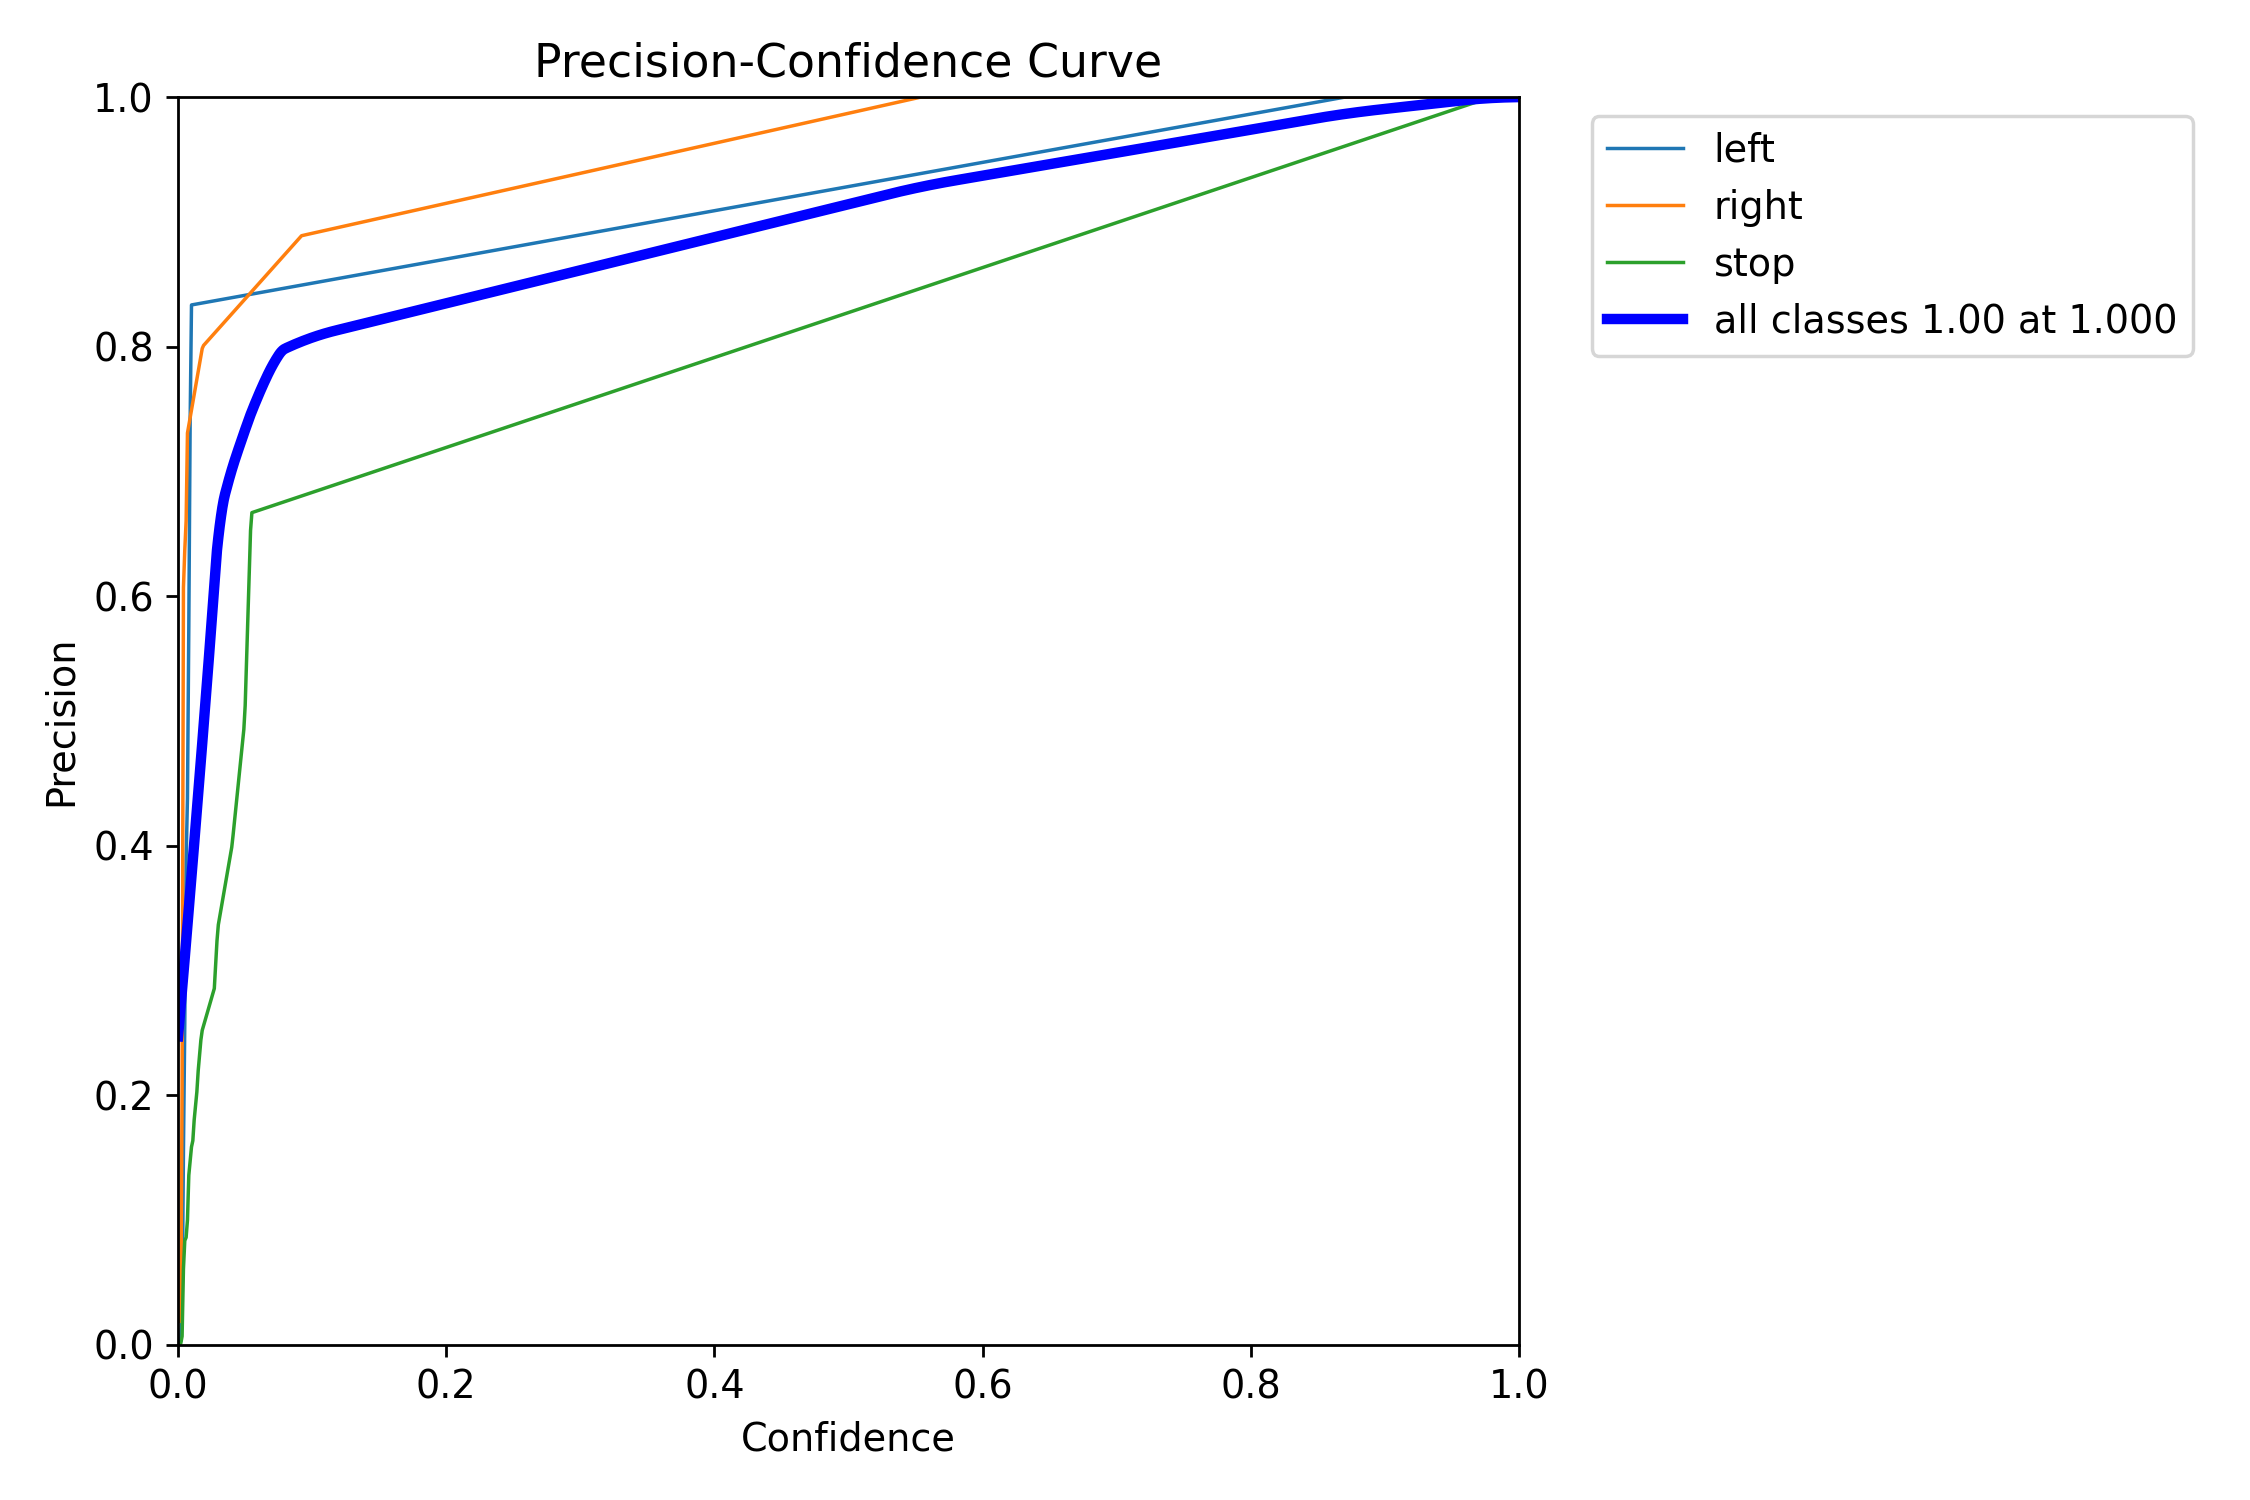 Precision-Confidence Curve
1.0
0.8
0.6
0.4
0.2
0.0
Precision
0.0 0.2 0.4 0.6 0.8 1.0
Confidence
left
right
stop
all classes 1.00 at 1.000